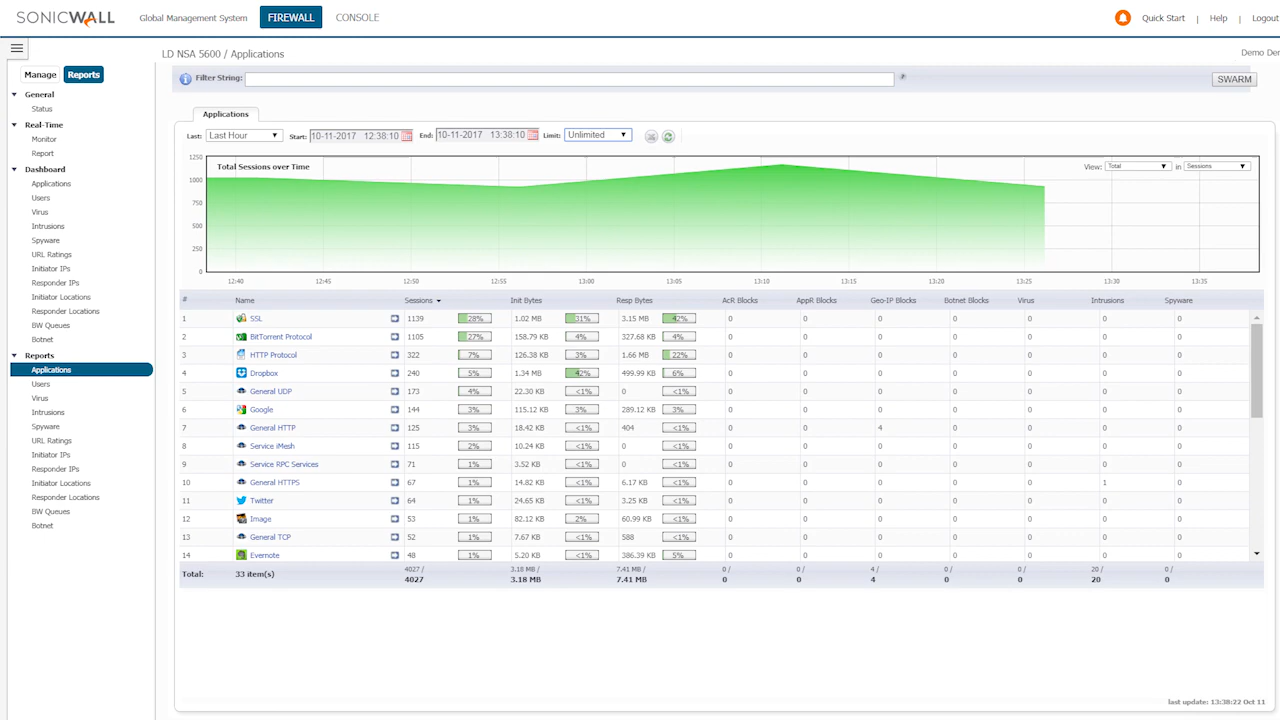 SONICWALL Global Management System FIREWALL CONSOLE Quick Start | Help | Logout
LD NSA 5600 / Applications Demo Der
Manage Reports
General
Status
Real-Time
Monitor
Report
Dashboard
Applications
Users
Virus
Intrusions
Spyware
URL Ratings
Initiator IPs
Responder IPs
Initiator Locations
Responder Locations
BW Queues
Botnet
Reports
Applications
Users
Virus
Intrusions
Spyware
URL Ratings
Initiator IPs
Responder IPs
Initiator Locations
Responder Locations
BW Queues
Botnet
Filter String: SWARM
Applications
Last: Last Hour Start: 10-11-2017 12:38:10 End: 10-11-2017 13:38:10 Limit: Unlimited
Total Sessions over Time View: Total in Sessions
1250
1000
750
500
250
0
12:40 12:45 12:50 12:55 13:00 13:05 13:10 13:15 13:20 13:25 13:30 13:35
# Name Sessions Init Bytes Resp Bytes AcR Blocks AppR Blocks Geo-IP Blocks Botnet Blocks Virus Intrusions Spyware
1 SSL 1139 28% 1.02 MB 31% 3.15 MB 42% 0 0 0 0 0 0 0
2 BitTorrent Protocol 1105 27% 158.79 KB 4% 327.68 KB 4% 0 0 0 0 0 0 0
3 HTTP Protocol 322 7% 126.38 KB 3% 1.66 MB 22% 0 0 0 0 0 0 0
4 Dropbox 240 5% 1.34 MB 42% 499.99 KB 6% 0 0 0 0 0 0 0
5 General UDP 173 4% 22.30 KB <1% 0 <1% 0 0 0 0 0 0 0
6 Google 144 3% 115.12 KB 3% 289.12 KB 3% 0 0 0 0 0 0 0
7 General HTTP 125 3% 18.42 KB <1% 404 <1% 0 0 4 0 0 0 0
8 Service iMesh 115 2% 10.24 KB <1% 0 <1% 0 0 0 0 0 0 0
9 Service RPC Services 71 1% 3.52 KB <1% 0 <1% 0 0 0 0 0 0 0
10 General HTTPS 67 1% 14.82 KB <1% 6.17 KB <1% 0 0 0 0 0 1 0
11 Twitter 64 1% 24.65 KB <1% 3.25 KB <1% 0 0 0 0 0 0 0
12 Image 53 1% 82.12 KB 2% 60.99 KB <1% 0 0 0 0 0 0 0
13 General TCP 52 1% 7.67 KB <1% 588 <1% 0 0 0 0 0 0 0
14 Evernote 48 1% 5.20 KB <1% 386.39 KB 5% 0 0 0 0 0 0 0
4027 / 3.18 MB / 7.41 MB / 0 / 0 / 4 / 0 / 0 / 20 / 0 /
Total: 33 item(s) 4027 3.18 MB 7.41 MB 0 0 4 0 0 20 0
last update: 13:38:22 Oct 11